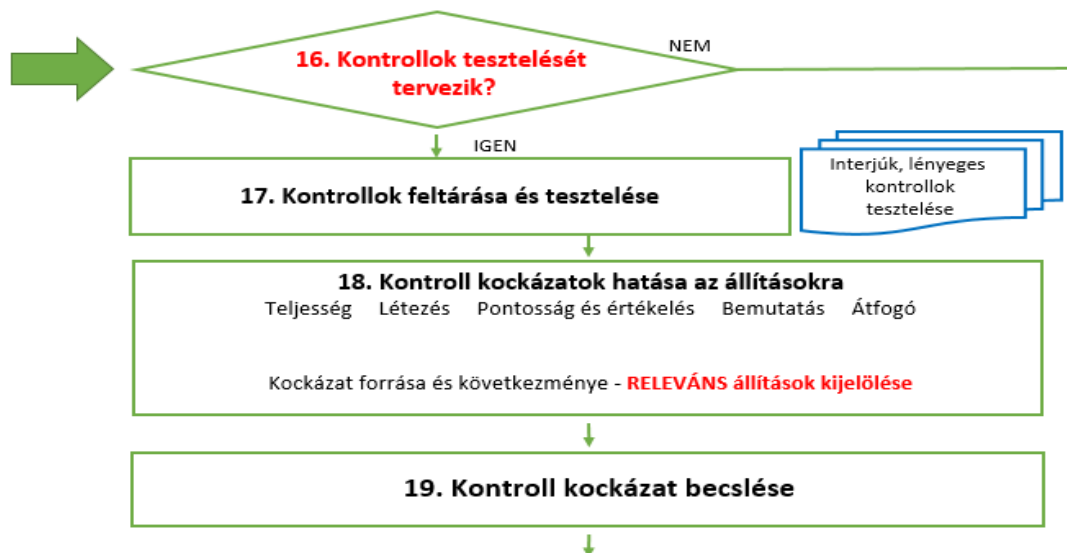 16. Kontrollok tesztelését
tervezik?
NEM
IGEN
17. Kontrollok feltárása és tesztelése
Interjúk, lényeges
kontrollok
tesztelése
18. Kontroll kockázatok hatása az állításokra
Teljesség Létezés Pontosság és értékelés Bemutatás Átfogó
Kockázat forrása és következménye - RELEVÁNS állítások kijelölése
19. Kontroll kockázat becslése